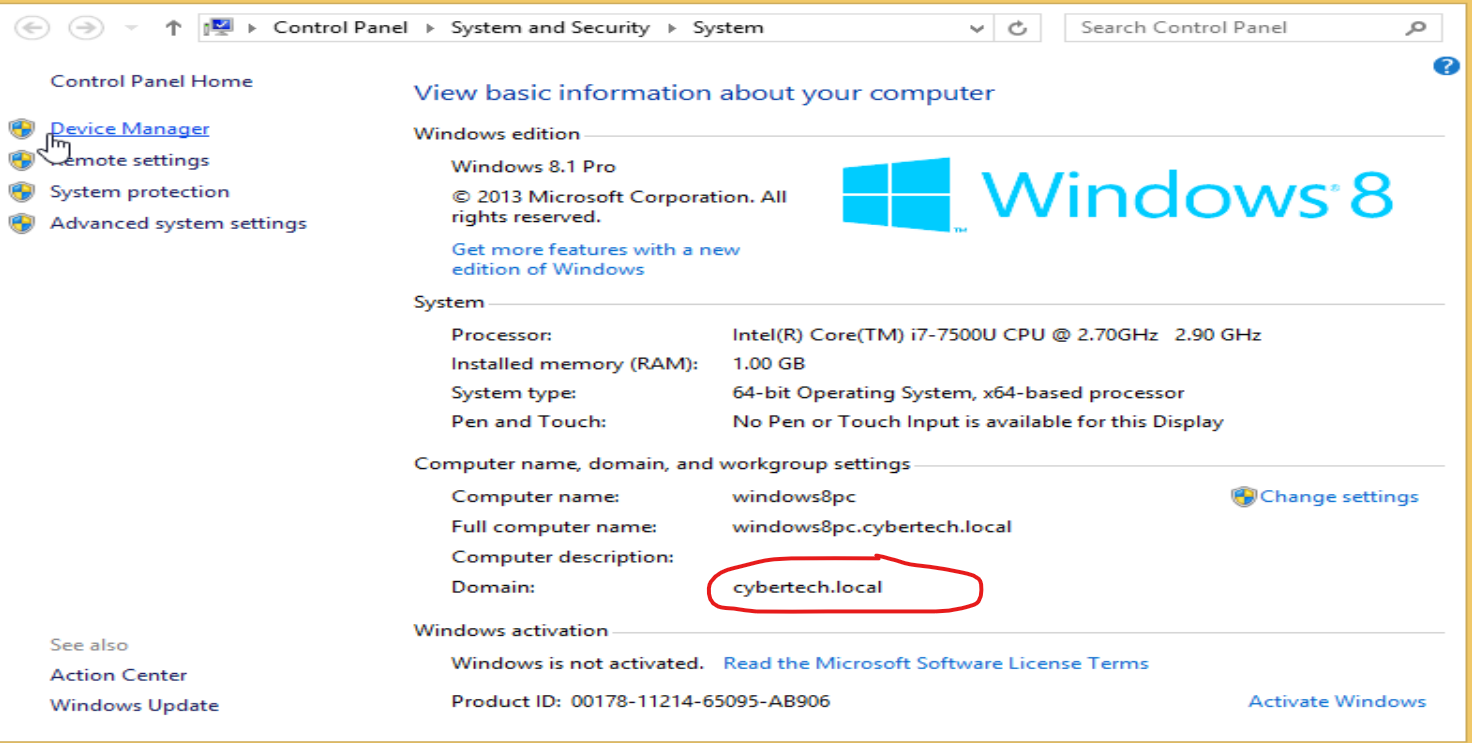 Control Panel System and Security System
Search Control Panel
Control Panel Home
Device Manager
Remote settings
System protection
Advanced system settings
See also
Action Center
Windows Update
?
View basic information about your computer
Windows edition
Windows 8.1 Pro
© 2013 Microsoft Corporation. All
rights reserved.
Get more features with a new
edition of Windows
Windows® 8
TM
System
Processor: Intel(R) Core(TM) i7-7500U CPU @ 2.70GHz 2.90 GHz
Installed memory (RAM): 1.00 GB
System type: 64-bit Operating System, x64-based processor
Pen and Touch: No Pen or Touch Input is available for this Display
Computer name, domain, and workgroup settings
Computer name: windows8pc Change settings
Full computer name: windows8pc.cybertech.local
Computer description:
Domain: cybertech.local
Windows activation
Windows is not activated. Read the Microsoft Software License Terms
Product ID: 00178-11214-65095-AB906 Activate Windows